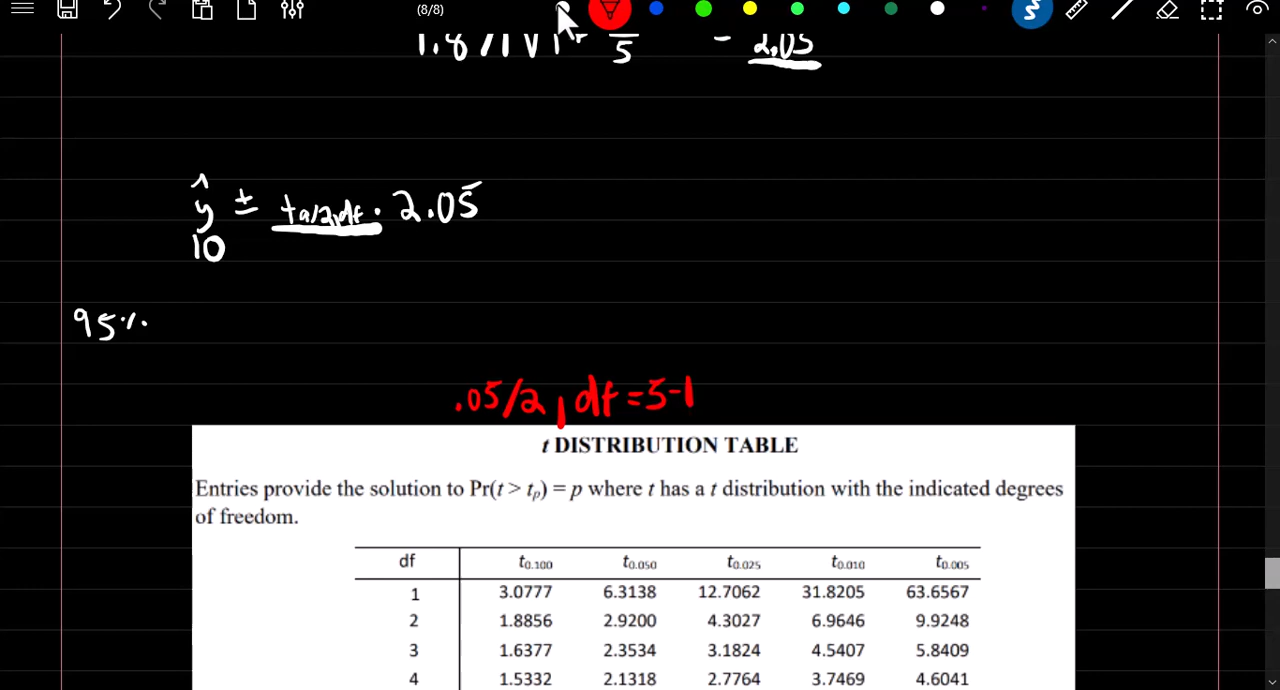 (8/8)
5 - 2.05
ŷ ± tα/2,df · 2.05
10
95%
.05/2, df = 5-1
t DISTRIBUTION TABLE
Entries provide the solution to Pr(t > tp) = p where t has a t distribution with the indicated degrees
of freedom.
df t0.100 t0.050 t0.025 t0.010 t0.005
1 3.0777 6.3138 12.7062 31.8205 63.6567
2 1.8856 2.9200 4.3027 6.9646 9.9248
3 1.6377 2.3534 3.1824 4.5407 5.8409
4 1.5332 2.1318 2.7764 3.7469 4.6041